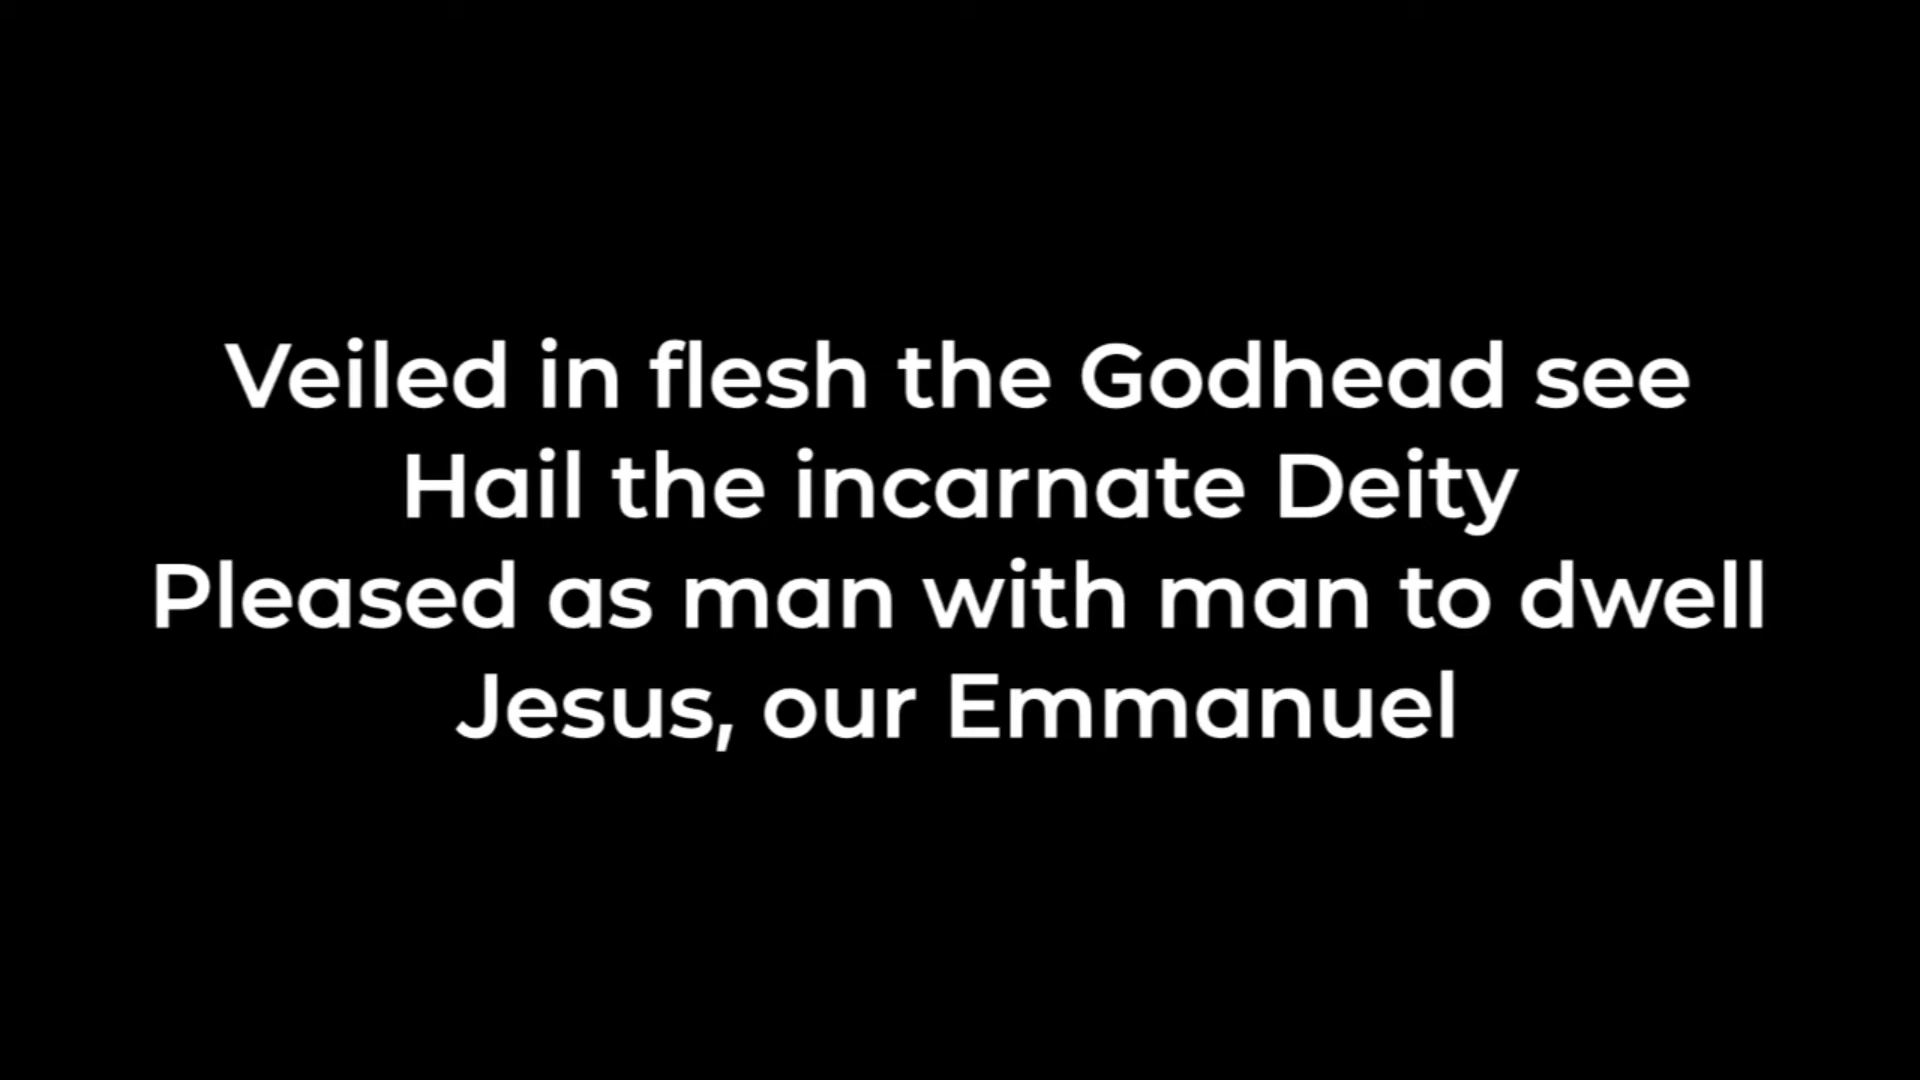 Veiled in flesh the Godhead see
Hail the incarnate Deity
Pleased as man with man to dwell
Jesus, our Emmanuel